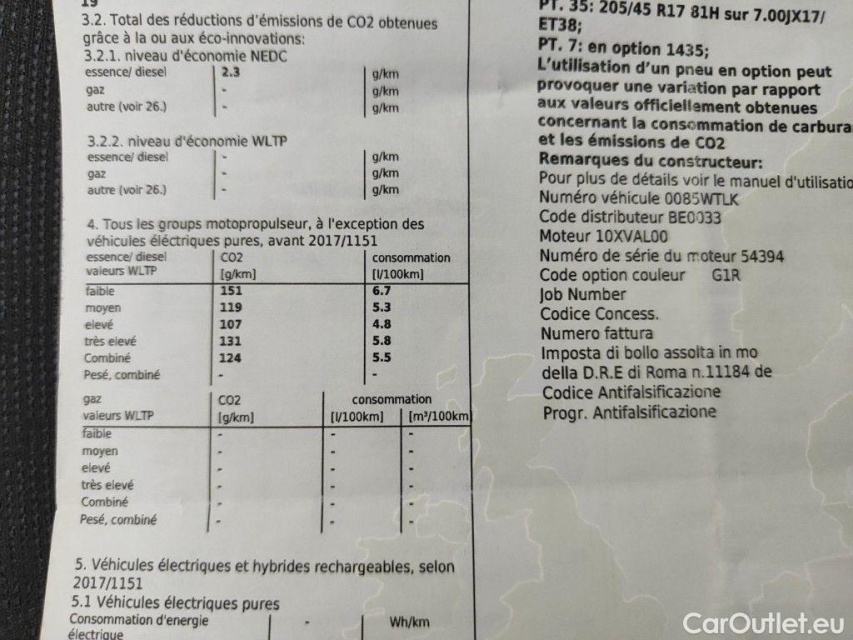 19
3.2. Total des réductions d'émissions de CO2 obtenues
grâce à la ou aux éco-innovations:
3.2.1. niveau d'économie NEDC
essence/ diesel 2.3 g/km
gaz - g/km
autre (voir 26.) - g/km
3.2.2. niveau d'économie WLTP
essence/ diesel - g/km
gaz - g/km
autre (voir 26.) - g/km
4. Tous les groups motopropulseur, à l'exception des
véhicules éléctriques pures, avant 2017/1151
essence/ diesel CO2 consommation
valeurs WLTP [g/km] [l/100km]
faible 151 6.7
moyen 119 5.3
elevé 107 4.8
très elevé 131 5.8
Combiné 124 5.5
Pesé, combiné - -
gaz CO2 consommation
valeurs WLTP [g/km] [l/100km] [m³/100km
faible - - -
moyen - - -
elevé - - -
très elevé - - -
Combiné - - -
Pesé, combiné - - -
5. Véhicules électriques et hybrides rechargeables, selon
2017/1151
5.1 Véhicules électriques pures
Consommation d'energie - Wh/km
électrique
PT. 35: 205/45 R17 81H sur 7.00JX17/
ET38;
PT. 7: en option 1435;
L'utilisation d'un pneu en option peut
provoquer une variation par rapport
aux valeurs officiellement obtenues
concernant la consommation de carbura
et les émissions de CO2
Remarques du constructeur:
Pour plus de détails voir le manuel d'utilisatio
Numéro véhicule 0085WTLK
Code distributeur BE0033
Moteur 10XVAL00
Numéro de série du moteur 54394
Code option couleur G1R
Job Number
Codice Concess.
Numero fattura
Imposta di bollo assolta in mo
della D.R.E di Roma n.11184 de
Codice Antifalsificazione
Progr. Antifalsificazione
CarOutlet.eu